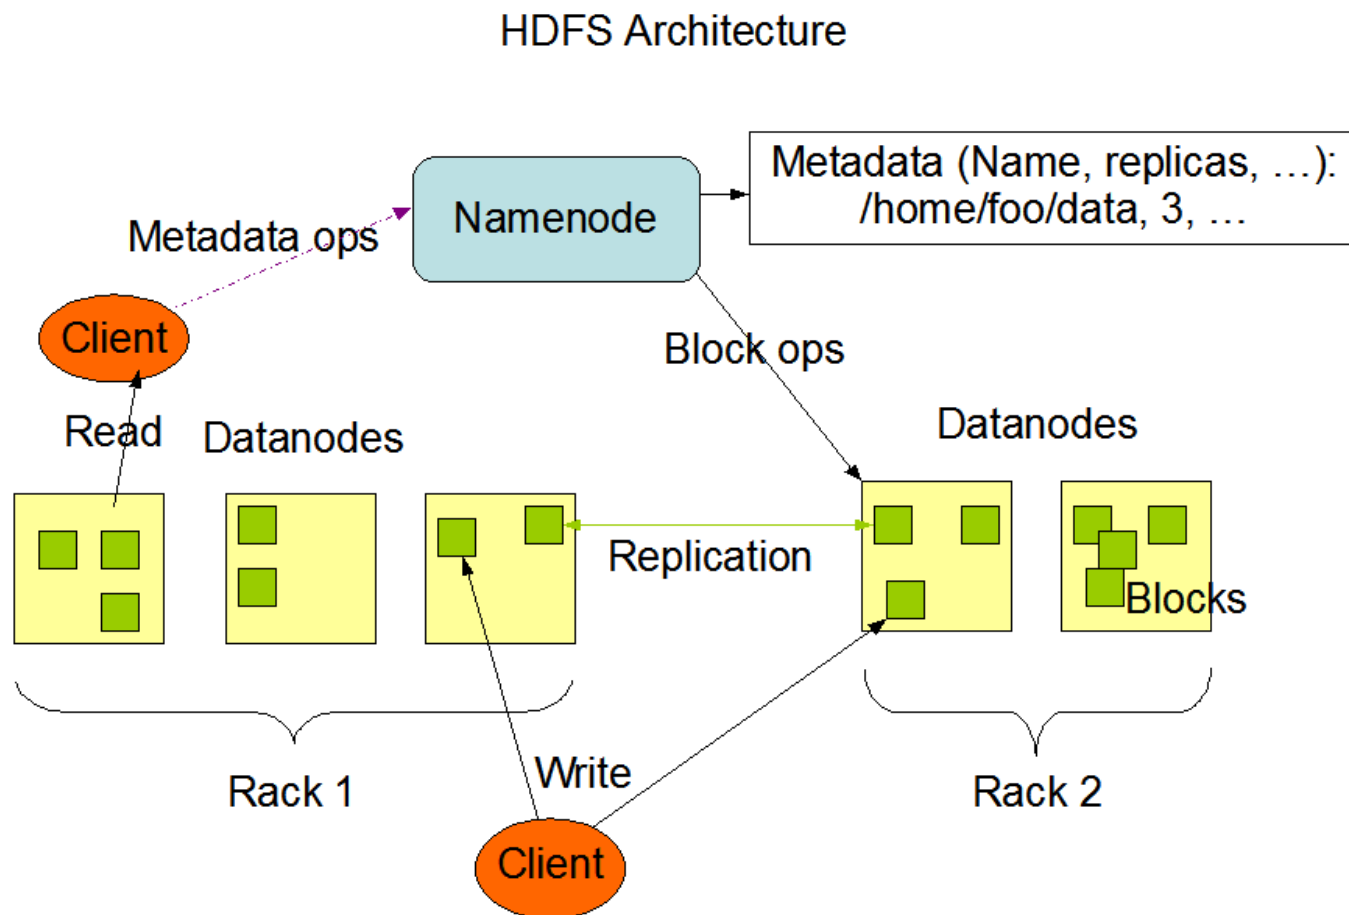 HDFS Architecture
Metadata (Name, replicas, …):
/home/foo/data, 3, …
Namenode
Metadata ops
Client
Block ops
Read
Datanodes
Datanodes
Replication
Blocks
Rack 1
Write
Rack 2
Client